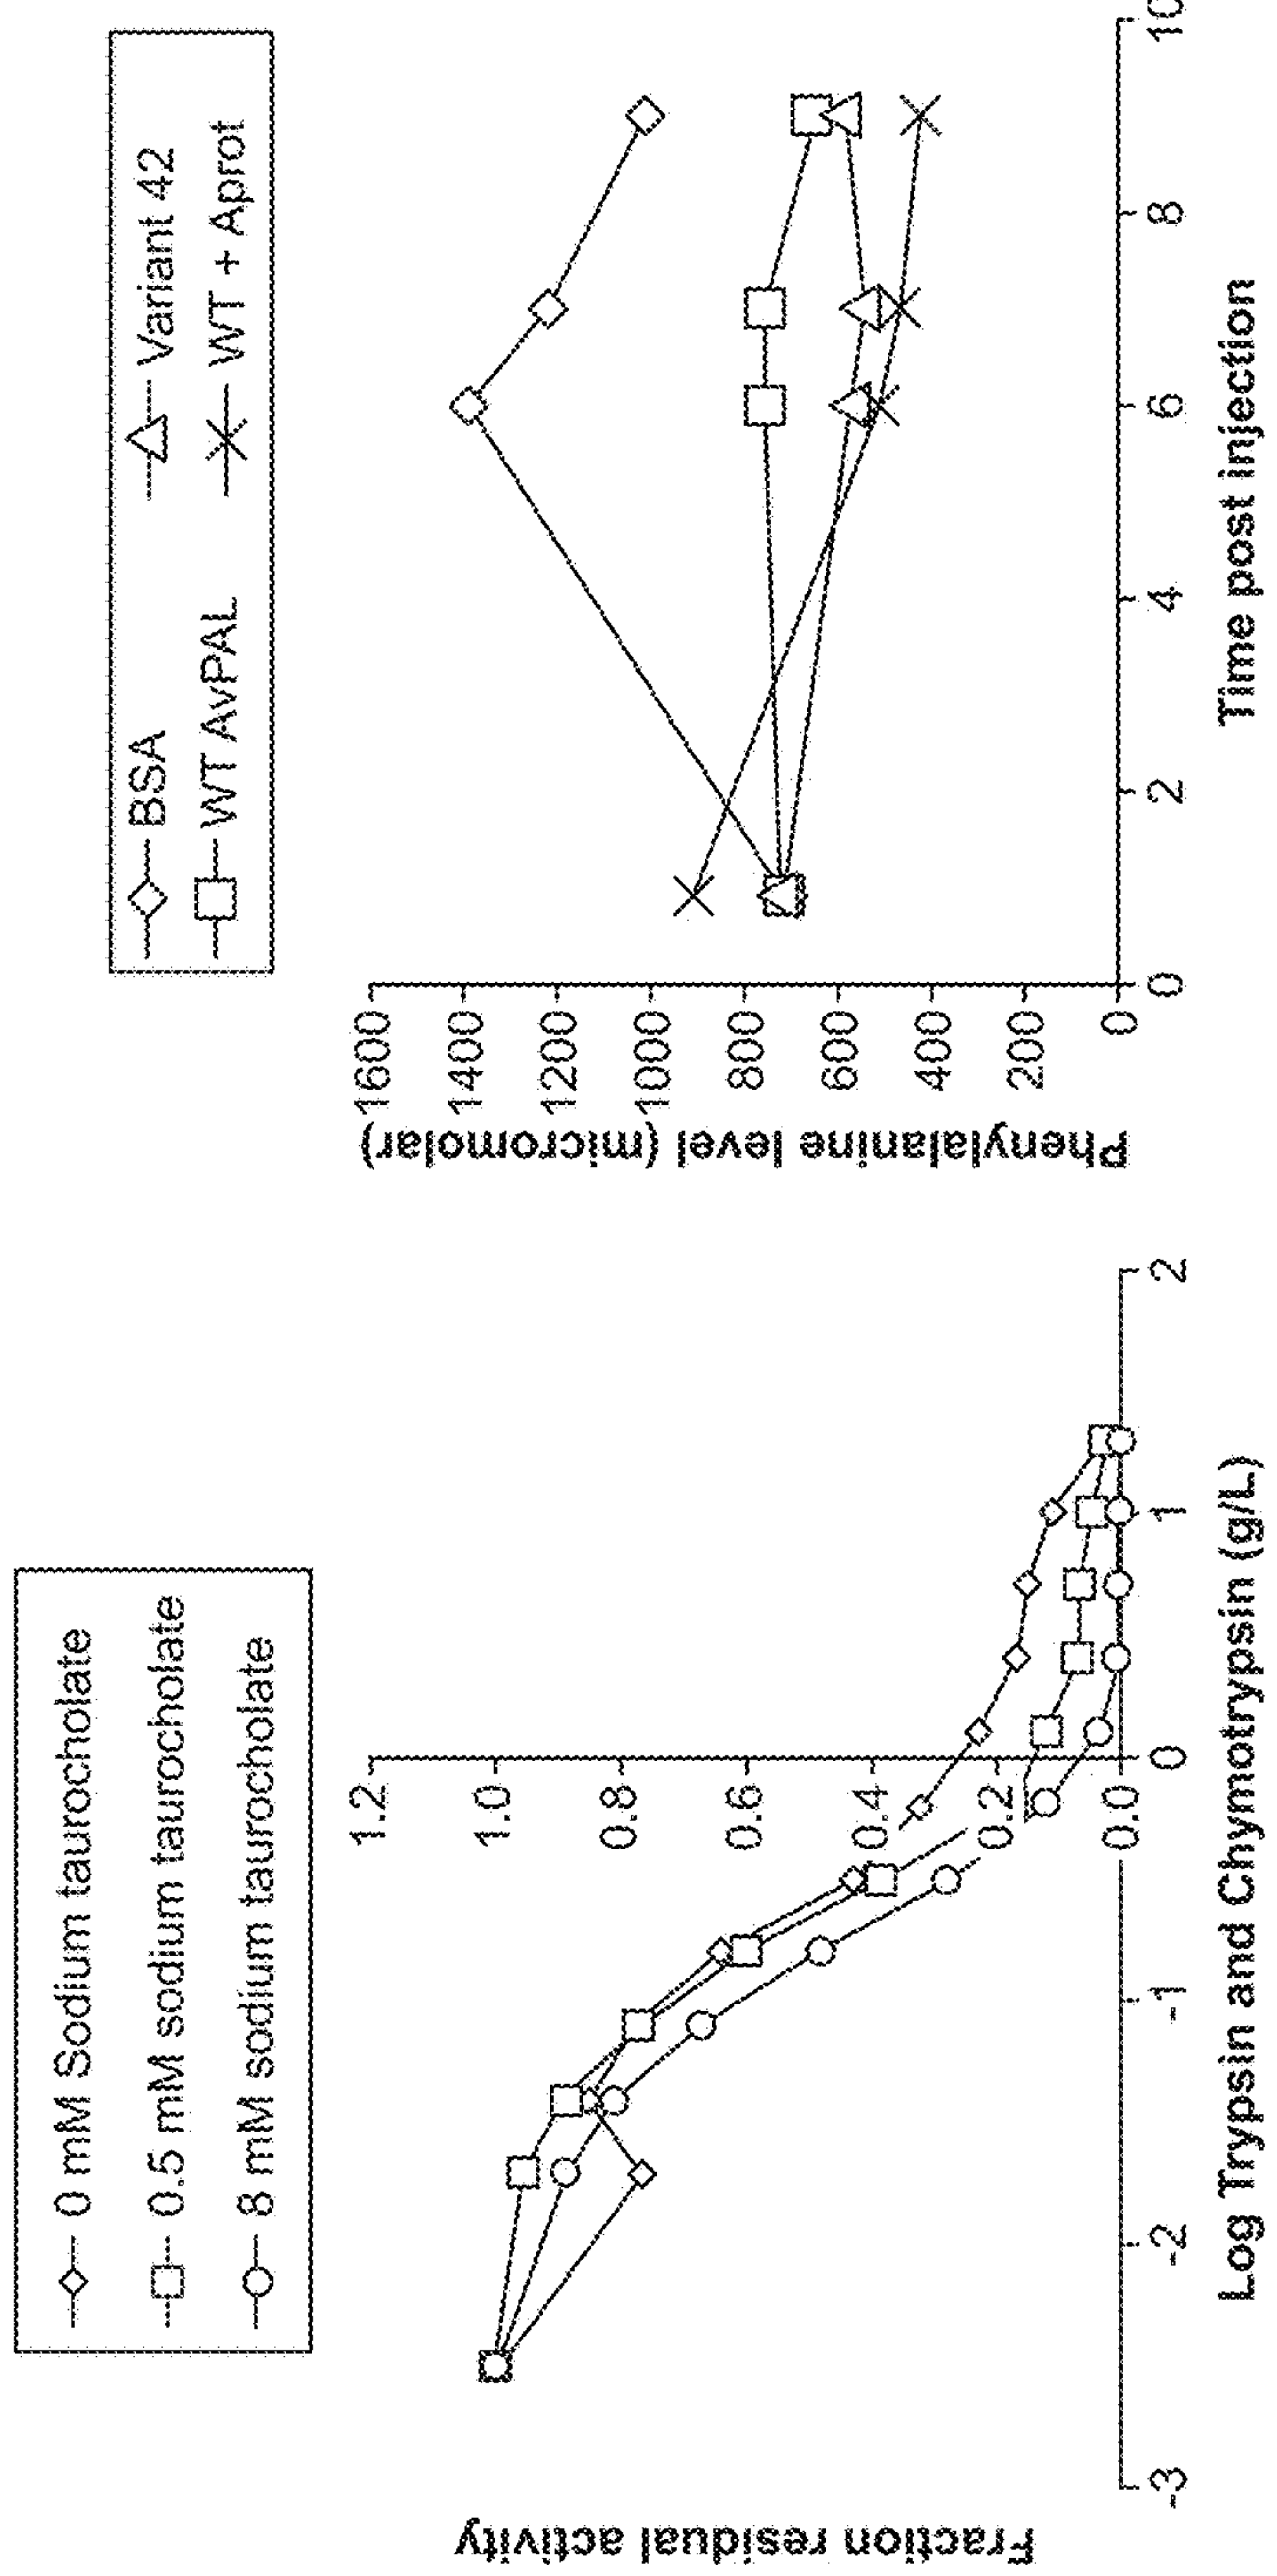 0 mM Sodium taurocholate
0.5 mM sodium taurocholate
8 mM sodium taurocholate
Fraction residual activity
1.2
1.0
0.8
0.6
0.4
0.2
0.0
-3
-2
-1
0
1
2
Log Trypsin and Chymotrypsin (g/L)
BSA
Variant 42
WT AvPAL
WT + Aprot
Phenylalanine level (micromolar)
1600
1400
1200
1000
800
600
400
200
0
0
2
4
6
8
10
Time post injection